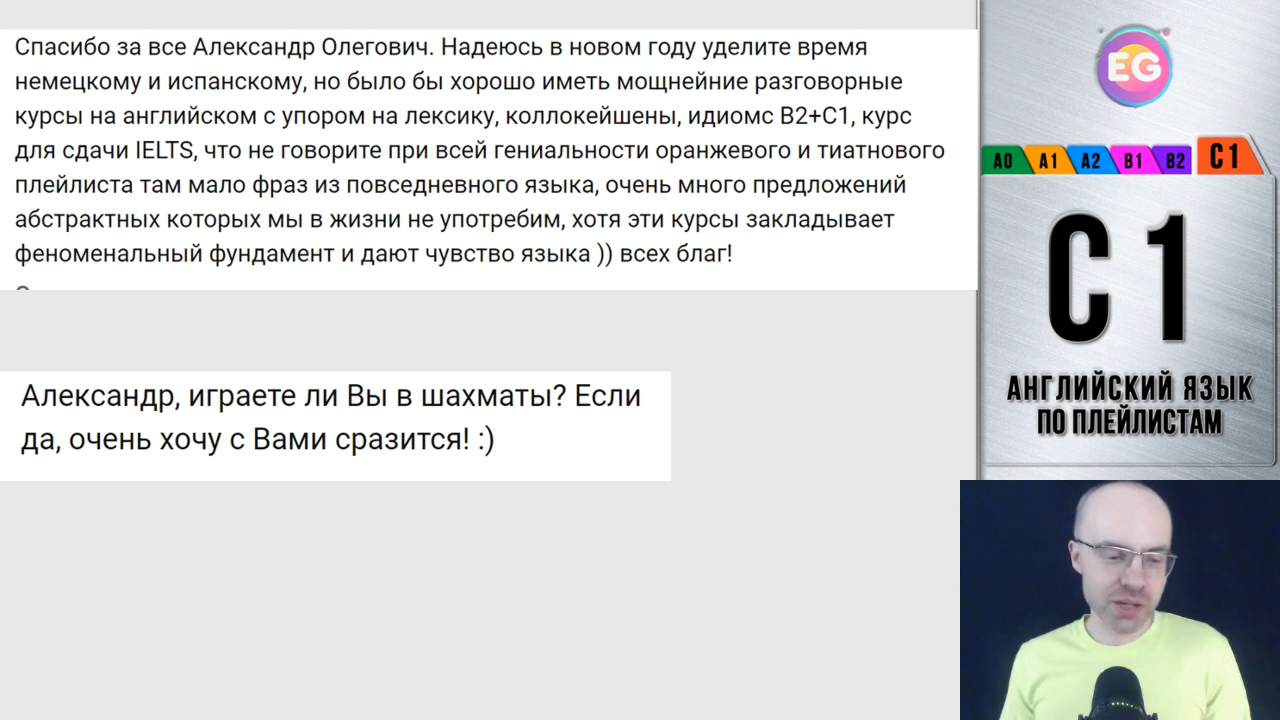 Спасибо за все Александр Олегович. Надеюсь в новом году уделите время
немецкому и испанскому, но было бы хорошо иметь мощнейние разговорные
курсы на английском с упором на лексику, коллокейшены, идиомс B2+C1, курс
для сдачи IELTS, что не говорите при всей гениальности оранжевого и тиатнового
плейлиста там мало фраз из повседневного языка, очень много предложений
абстрактных которых мы в жизни не употребим, хотя эти курсы закладывает
феноменальный фундамент и дают чувство языка )) всех благ!
Александр, играете ли Вы в шахматы? Если
да, очень хочу с Вами сразится! :)
EG
A0 A1 A2 B1 B2 C1
C1
АНГЛИЙСКИЙ ЯЗЫК
ПО ПЛЕЙЛИСТАМ